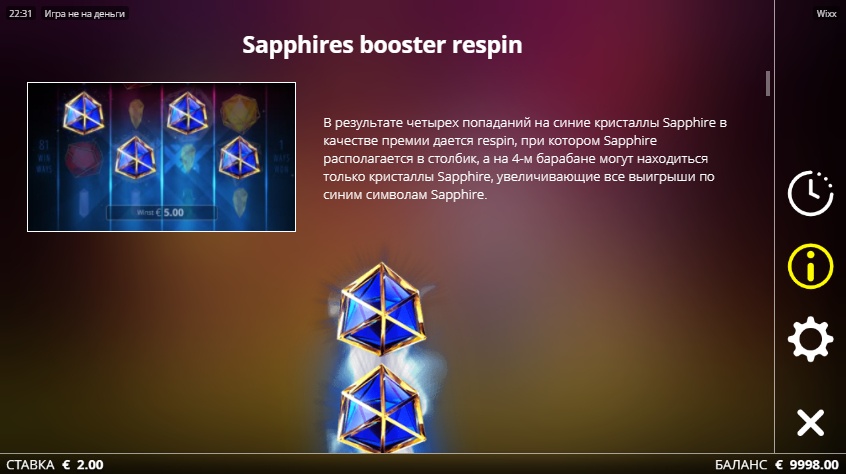 22:31 Игра не на деньги
Wixx
Sapphires booster respin
В результате четырех попаданий на синие кристаллы Sapphire в
качестве премии дается respin, при котором Sapphire
располагается в столбик, а на 4-м барабане могут находиться
только кристаллы Sapphire, увеличивающие все выигрыши по
синим символам Sapphire.
81
WIN
WAYS
Winst € 5.00
СТАВКА € 2.00
БАЛАНС € 9998.00